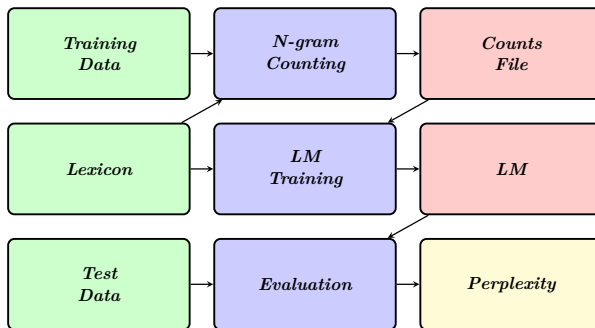 Training
Data
N-gram
Counting
Counts
File
Lexicon
LM
Training
LM
Test
Data
Evaluation
Perplexity